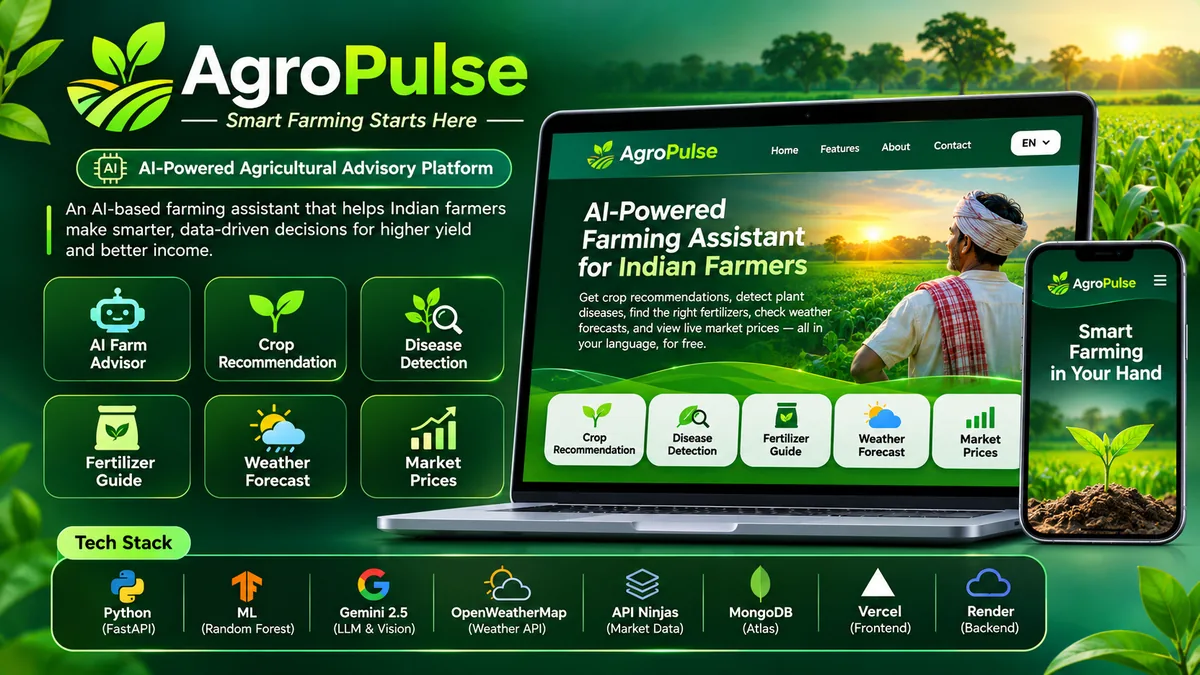 AgroPulse
Smart Farming Starts Here
AI
AI-Powered Agricultural Advisory Platform
An AI-based farming assistant that helps Indian farmers
make smarter, data-driven decisions for higher yield
and better income.
AI Farm
Advisor
Crop
Recommendation
Disease
Detection
Fertilizer
Guide
Weather
Forecast
Market
Prices
AgroPulse
Home
Features
About
Contact
EN
AI-Powered
Farming Assistant
for Indian Farmers
Get crop recommendations, detect plant
diseases, find the right fertilizers, check weather
forecasts, and view live market prices — all in
your language, for free.
Crop
Recommendation
Disease
Detection
Fertilizer
Guide
Weather
Forecast
Market
Prices
AgroPulse
Smart
Farming
in Your Hand
Tech Stack
Python
(FastAPI)
ML
(Random Forest)
Gemini 2.5
(LLM & Vision)
OpenWeatherMap
(Weather API)
API Ninjas
(Market Data)
MongoDB
(Atlas)
Vercel
(Frontend)
Render
(Backend)